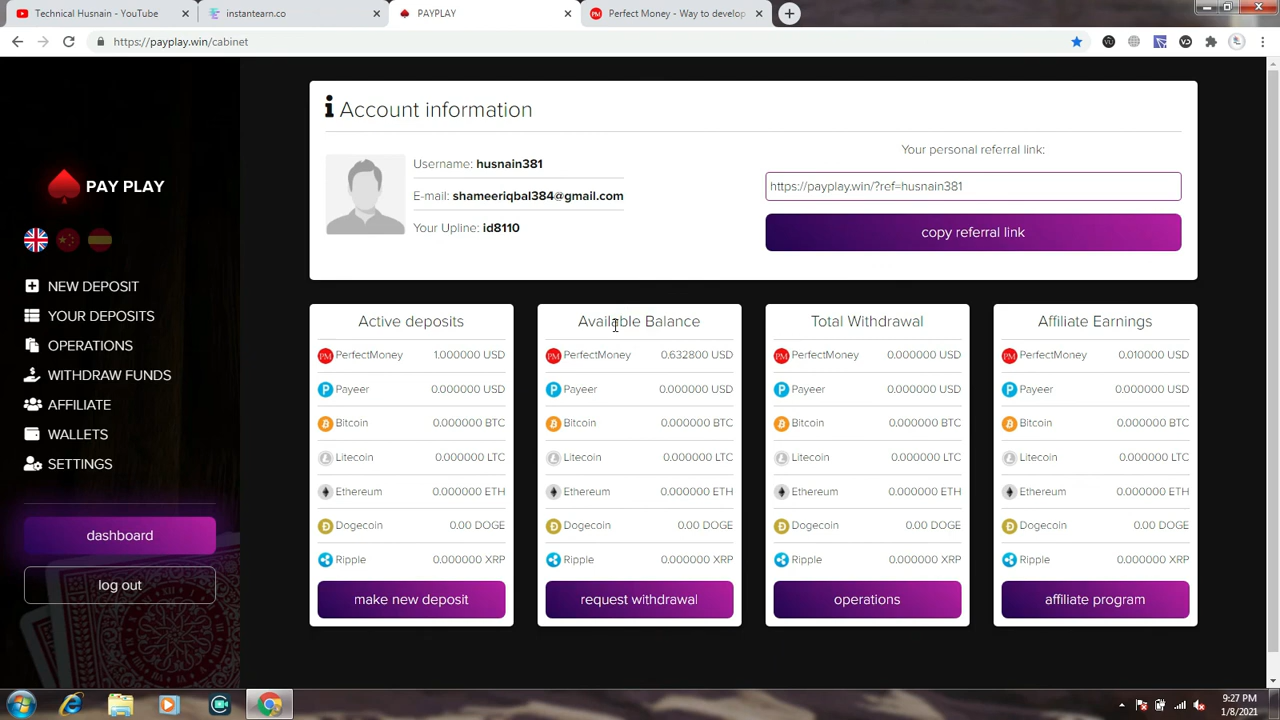 Technical Husnain - YouTube
instantearn.co
PAYPLAY
Perfect Money - Way to develop
https://payplay.win/cabinet
PAY PLAY
NEW DEPOSIT
YOUR DEPOSITS
OPERATIONS
WITHDRAW FUNDS
AFFILIATE
WALLETS
SETTINGS
dashboard
log out
Account information
Username: husnain381
E-mail: shameeriqbal384@gmail.com
Your Upline: id8110
Your personal referral link:
https://payplay.win/?ref=husnain381
copy referral link
Active deposits
PM PerfectMoney 1.000000 USD
Payeer 0.000000 USD
Bitcoin 0.000000 BTC
Litecoin 0.000000 LTC
Ethereum 0.000000 ETH
Dogecoin 0.00 DOGE
Ripple 0.000000 XRP
make new deposit
Available Balance
PM PerfectMoney 0.632800 USD
Payeer 0.000000 USD
Bitcoin 0.000000 BTC
Litecoin 0.000000 LTC
Ethereum 0.000000 ETH
Dogecoin 0.00 DOGE
Ripple 0.000000 XRP
request withdrawal
Total Withdrawal
PM PerfectMoney 0.000000 USD
Payeer 0.000000 USD
Bitcoin 0.000000 BTC
Litecoin 0.000000 LTC
Ethereum 0.000000 ETH
Dogecoin 0.00 DOGE
Ripple 0.000000 XRP
operations
Affiliate Earnings
PM PerfectMoney 0.010000 USD
Payeer 0.000000 USD
Bitcoin 0.000000 BTC
Litecoin 0.000000 LTC
Ethereum 0.000000 ETH
Dogecoin 0.00 DOGE
Ripple 0.000000 XRP
affiliate program
9:27 PM
1/8/2021